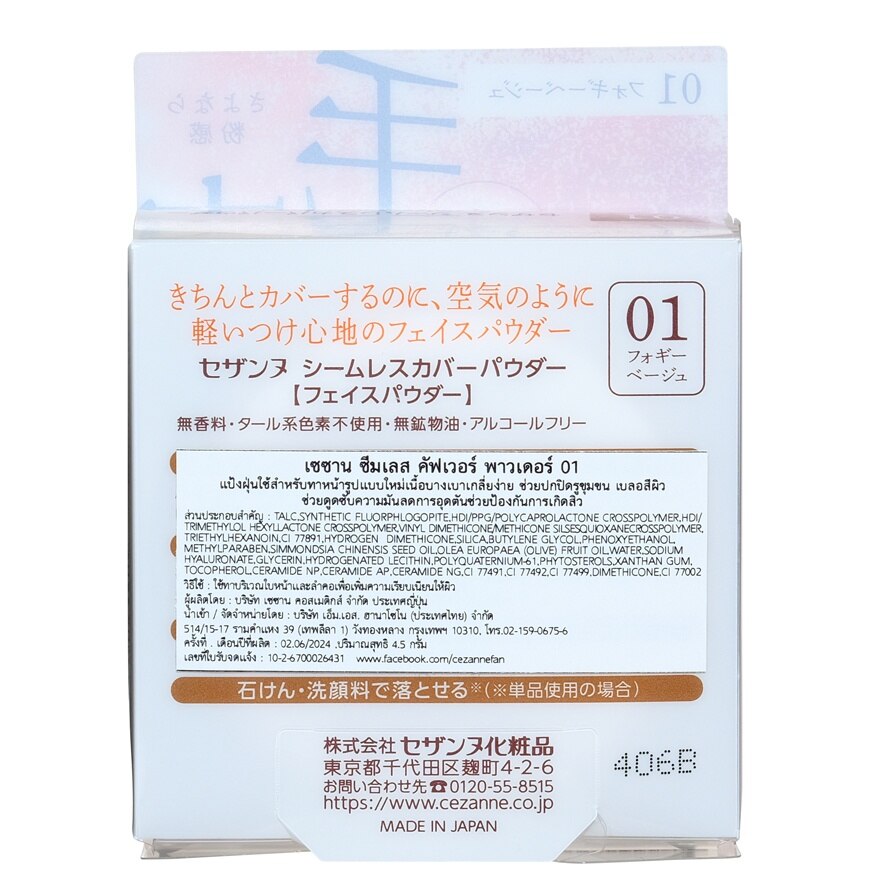 01 フォギーベージュ
さよなら
粉感
毛
きちんとカバーするのに、空気のように
軽いつけ心地のフェイスパウダー
セザンヌ シームレスカバーパウダー
【フェイスパウダー】
無香料・タール系色素不使用・無鉱物油・アルコールフリー
01
フォギー
ベージュ
เซซาน ซีมเลส คัฟเวอร์ พาวเดอร์ 01
แป้งฝุ่นใช้สำหรับทาหน้ารูปแบบใหม่เนื้อบางเบาเกลี่ยง่าย ช่วยปกปิดรูขุมขน เบลอสีผิว
ช่วยดูดซับความมันลดการอุดตันช่วยป้องกันการเกิดสิว
ส่วนประกอบสำคัญ : TALC,SYNTHETIC FLUORPHLOGOPITE,HDI/PPG/POLYCAPROLACTONE CROSSPOLYMER,HDI/
TRIMETHYLOL HEXYLLACTONE CROSSPOLYMER,VINYL DIMETHICONE/METHICONE SILSESQUIOXANECROSSPOLYMER,
TRIETHYLHEXANOIN,CI 77891,HYDROGEN DIMETHICONE,SILICA,BUTYLENE GLYCOL,PHENOXYETHANOL,
METHYLPARABEN,SIMMONDSIA CHINENSIS SEED OIL,OLEA EUROPAEA (OLIVE) FRUIT OIL,WATER,SODIUM
HYALURONATE,GLYCERIN,HYDROGENATED LECITHIN,POLYQUATERNIUM-61,PHYTOSTEROLS,XANTHAN GUM,
TOCOPHEROL,CERAMIDE NP,CERAMIDE AP,CERAMIDE NG,CI 77491,CI 77492,CI 77499,DIMETHICONE,CI 77002
วิธีใช้ : ใช้ทาบริเวณใบหน้าและลำคอเพื่อเพิ่มความเรียบเนียนให้ผิว
ผู้ผลิตโดย : บริษัท เซซาน คอสเมติกส์ จำกัด ประเทศญี่ปุ่น
นำเข้า / จัดจำหน่ายโดย : บริษัท เอ็ม.เอส. ฮานาโซโน (ประเทศไทย) จำกัด
514/15-17 รามคำแหง 39 (เทพลีลา 1) วังทองหลาง กรุงเทพฯ 10310, โทร.02-159-0675-6
ครั้งที่ . เดือนปีที่ผลิต : 02.06/2024 ,ปริมาณสุทธิ 4.5 กรัม
เลขที่ใบรับจดแจ้ง : 10-2-6700026431 www.facebook.com/cezannefan
石けん・洗顔料で落とせる※(※単品使用の場合)
株式会社 セザンヌ化粧品
東京都千代田区麹町4-2-6
お問い合わせ先☎0120-55-8515
https://www.cezanne.co.jp
MADE IN JAPAN
406B